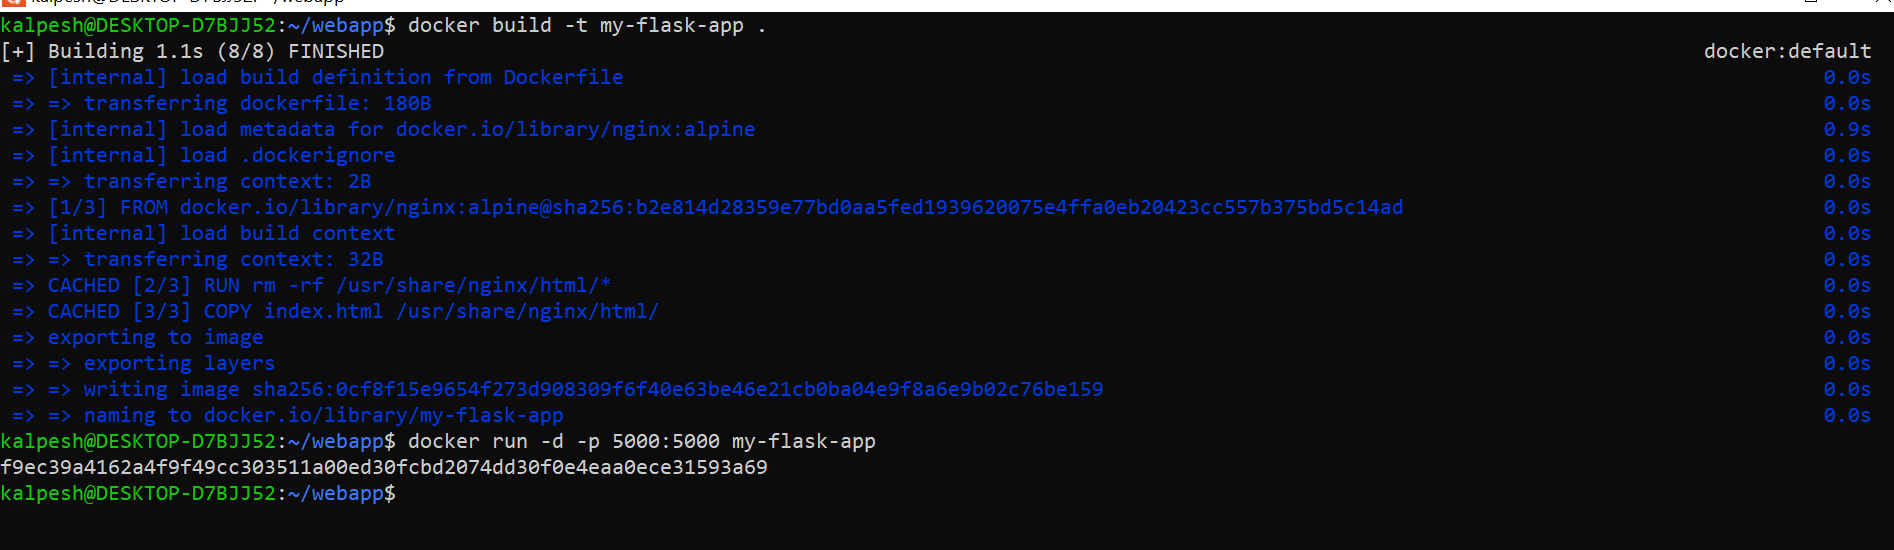 kalpesh@DESKTOP-D7BJJ52:~/webapp$ docker build -t my-flask-app .
[+] Building 1.1s (8/8) FINISHED docker:default
=> [internal] load build definition from Dockerfile 0.0s
=> => transferring dockerfile: 180B 0.0s
=> [internal] load metadata for docker.io/library/nginx:alpine 0.9s
=> [internal] load .dockerignore 0.0s
=> => transferring context: 2B 0.0s
=> [1/3] FROM docker.io/library/nginx:alpine@sha256:b2e814d28359e77bd0aa5fed1939620075e4ffa0eb20423cc557b375bd5c14ad 0.0s
=> [internal] load build context 0.0s
=> => transferring context: 32B 0.0s
=> CACHED [2/3] RUN rm -rf /usr/share/nginx/html/* 0.0s
=> CACHED [3/3] COPY index.html /usr/share/nginx/html/ 0.0s
=> exporting to image 0.0s
=> => exporting layers 0.0s
=> => writing image sha256:0cf8f15e9654f273d908309f6f40e63be46e21cb0ba04e9f8a6e9b02c76be159 0.0s
=> => naming to docker.io/library/my-flask-app 0.0s
kalpesh@DESKTOP-D7BJJ52:~/webapp$ docker run -d -p 5000:5000 my-flask-app
f9ec39a4162a4f9f49cc303511a00ed30fcbd2074dd30f0e4eaa0ece31593a69
kalpesh@DESKTOP-D7BJJ52:~/webapp$